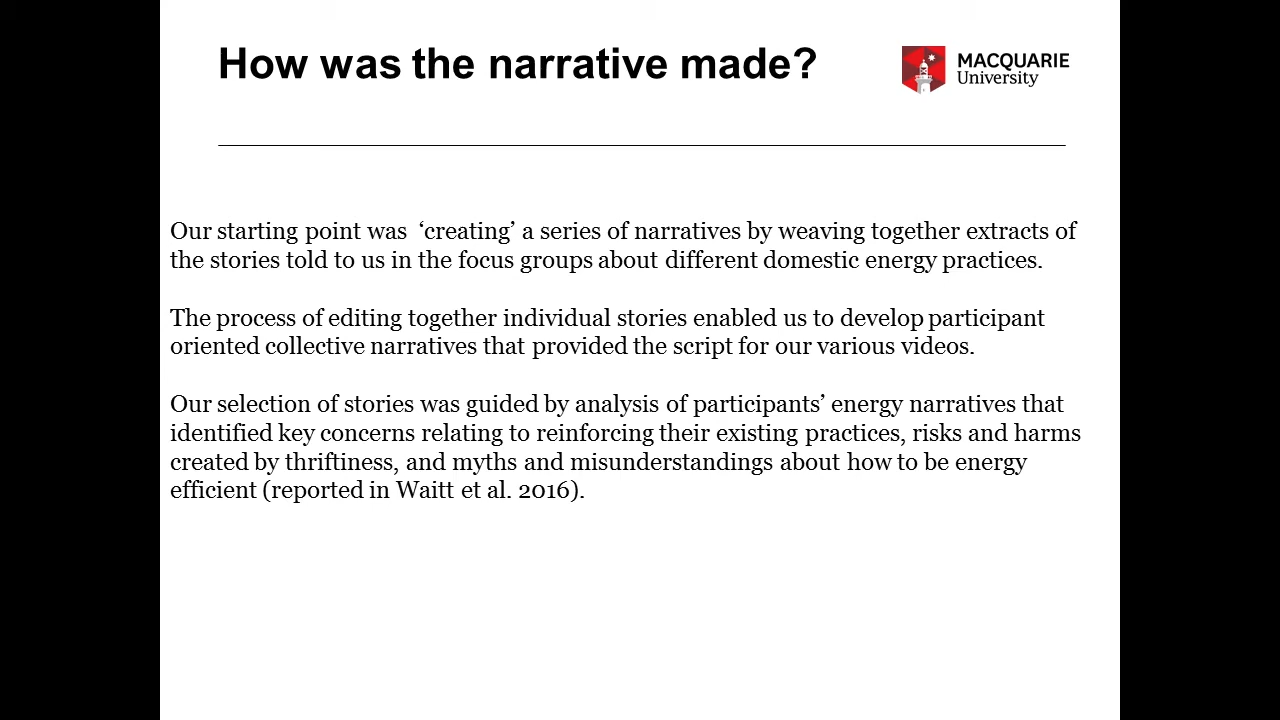 How was the narrative made?
MACQUARIE
University
Our starting point was ‘creating’ a series of narratives by weaving together extracts of
the stories told to us in the focus groups about different domestic energy practices.
The process of editing together individual stories enabled us to develop participant
oriented collective narratives that provided the script for our various videos.
Our selection of stories was guided by analysis of participants’ energy narratives that
identified key concerns relating to reinforcing their existing practices, risks and harms
created by thriftiness, and myths and misunderstandings about how to be energy
efficient (reported in Waitt et al. 2016).